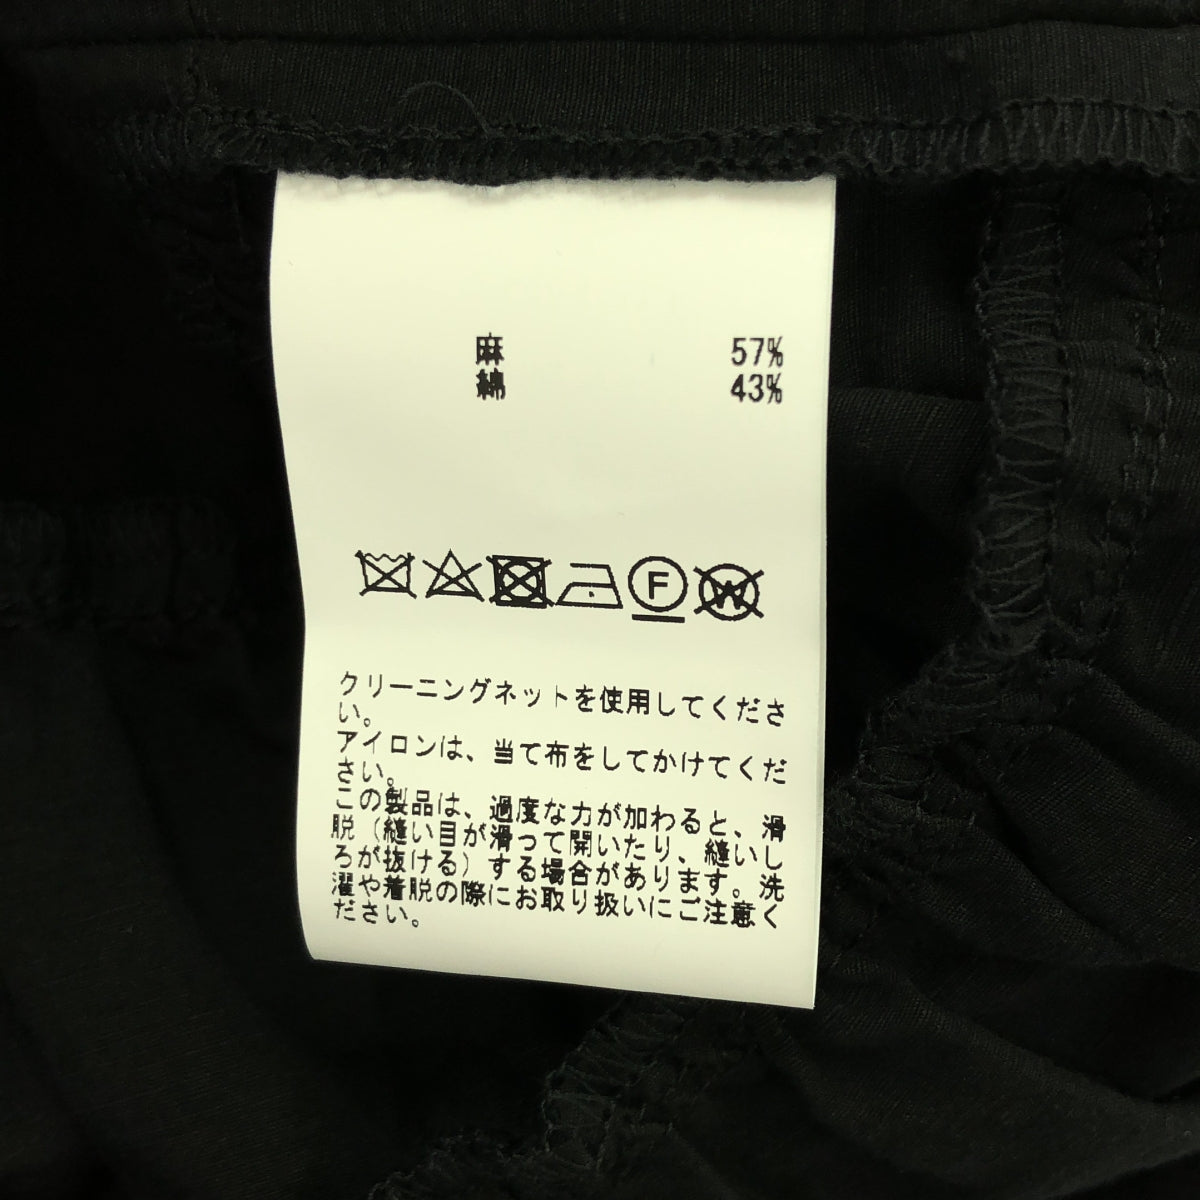 麻 57%
綿 43%
F W
クリーニングネットを使用してくださ
い。
アイロンは、当て布をしてかけてくだ
さい。
この製品は、過度な力が加わると、滑
脱（縫い目が滑って開いたり、縫いし
ろが抜ける）する場合があります。洗
濯や着脱の際にお取り扱いにご注意く
ださい。